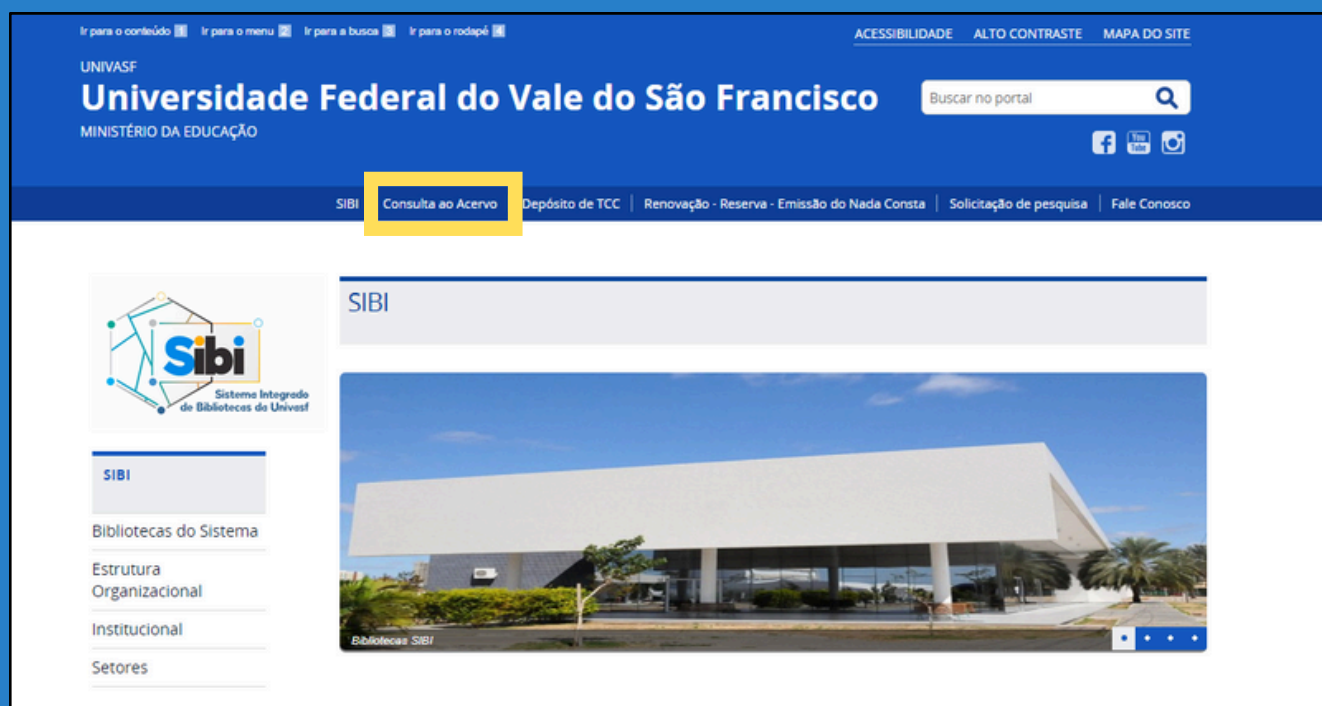 Ir para o conteúdo 1 Ir para o menu 2 Ir para a busca 3 Ir para o rodapé 4
ACESSIBILIDADE ALTO CONTRASTE MAPA DO SITE
UNIVASF
Universidade Federal do Vale do São Francisco
MINISTÉRIO DA EDUCAÇÃO
Buscar no portal
You Tube
SIBI Consulta ao Acervo Depósito de TCC Renovação - Reserva - Emissão do Nada Consta Solicitação de pesquisa Fale Conosco
Sibi
Sistema Integrado
de Bibliotecas da Univasf
SIBI
SIBI
Bibliotecas do Sistema
Estrutura
Organizacional
Institucional
Setores
Bibliotecas SIBI